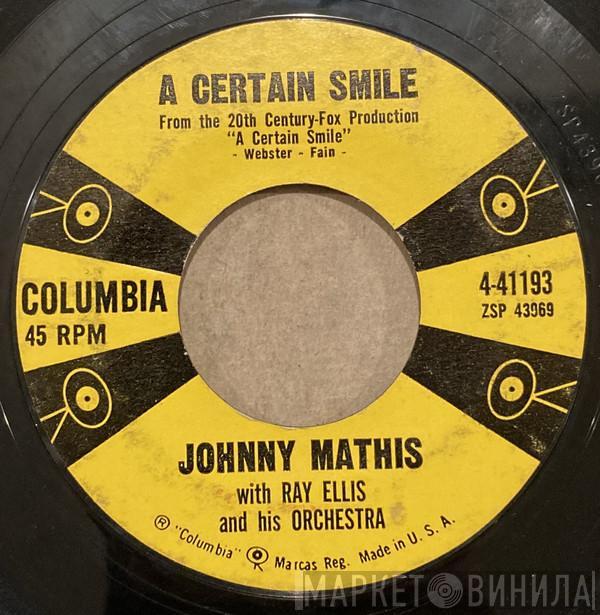 A CERTAIN SMILE
From the 20th Century-Fox Production
"A Certain Smile"
- Webster - Fain -
COLUMBIA
45 RPM
4-41193
ZSP 43969
JOHNNY MATHIS
with RAY ELLIS
and his ORCHESTRA
® "Columbia" Marcas Reg. Made in U. S. A.
МАРКЕТ ВИНИЛА